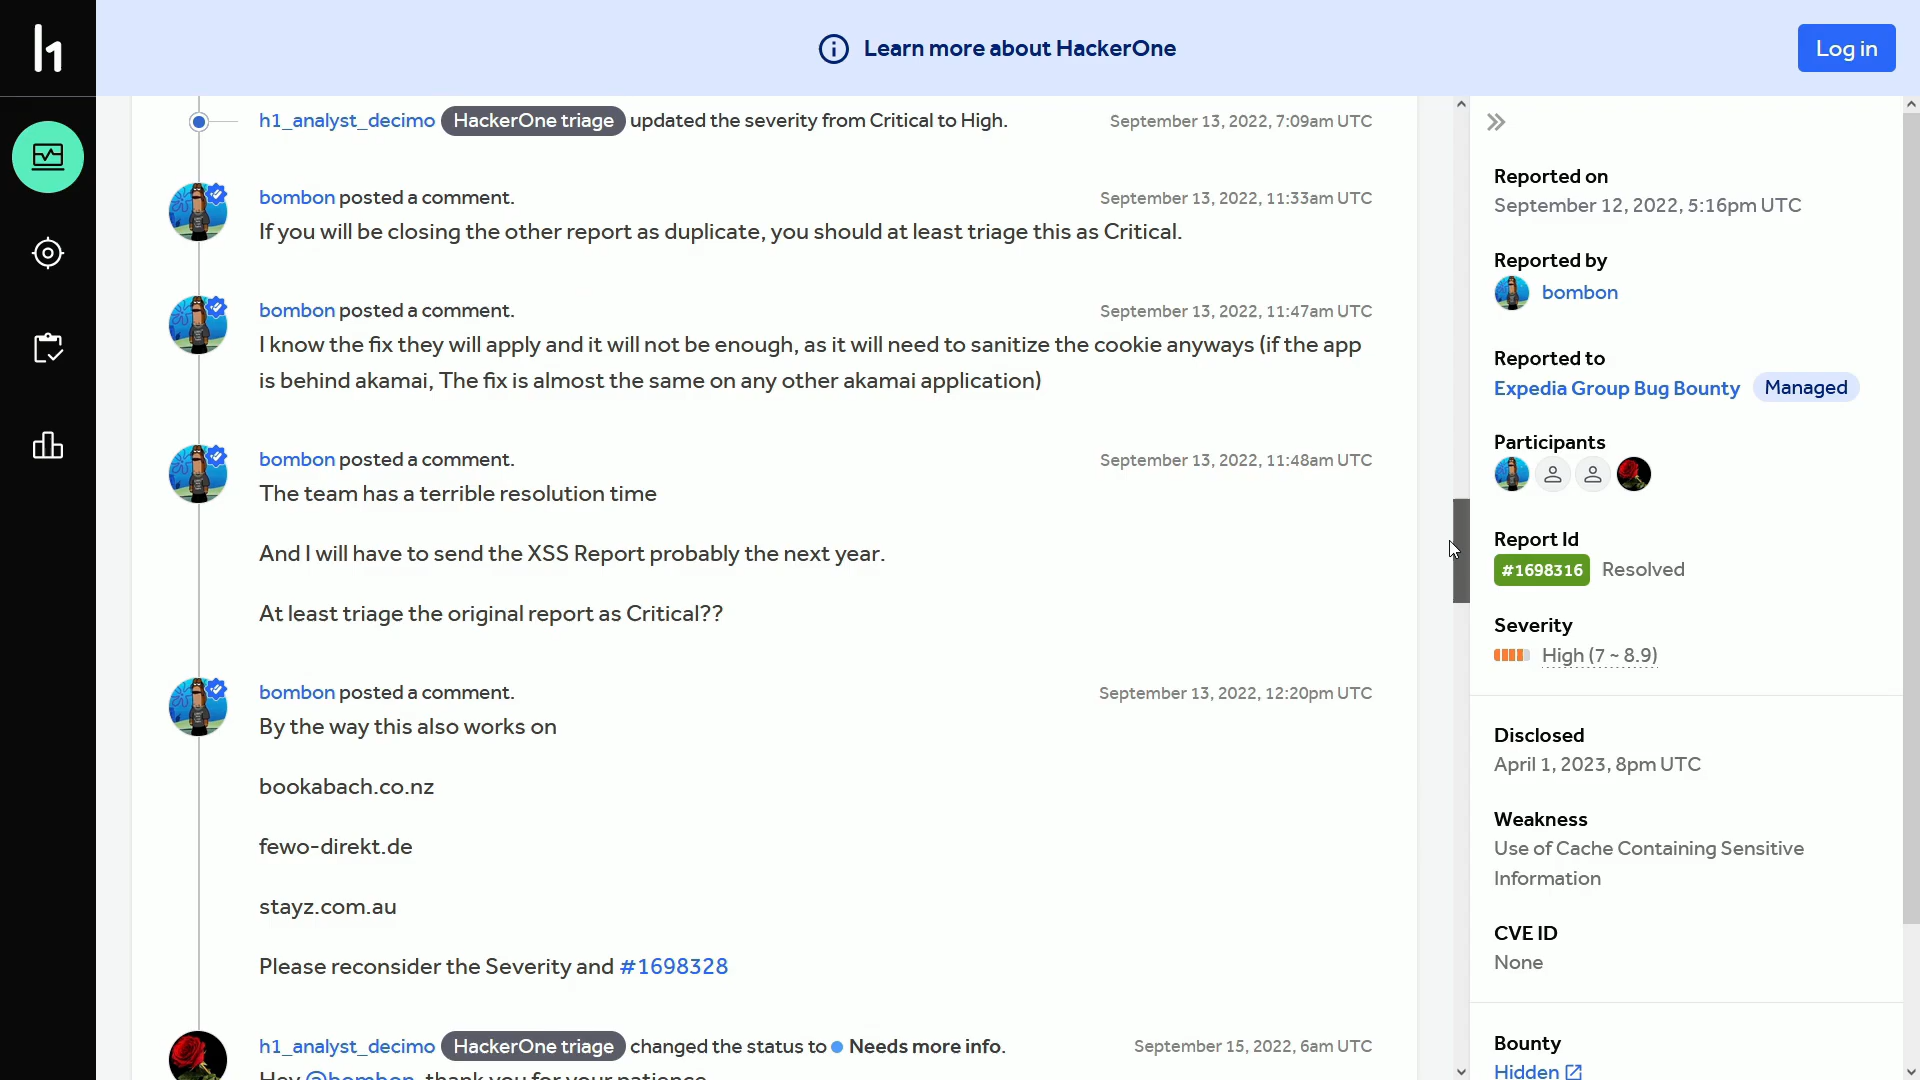 Learn more about HackerOne
Log in
h1_analyst_decimo HackerOne triage updated the severity from Critical to High. September 13, 2022, 7:09am UTC
bombon posted a comment. September 13, 2022, 11:33am UTC
If you will be closing the other report as duplicate, you should at least triage this as Critical.
bombon posted a comment. September 13, 2022, 11:47am UTC
I know the fix they will apply and it will not be enough, as it will need to sanitize the cookie anyways (if the app
is behind akamai, The fix is almost the same on any other akamai application)
bombon posted a comment. September 13, 2022, 11:48am UTC
The team has a terrible resolution time
And I will have to send the XSS Report probably the next year.
At least triage the original report as Critical??
bombon posted a comment. September 13, 2022, 12:20pm UTC
By the way this also works on
bookabach.co.nz
fewo-direkt.de
stayz.com.au
Please reconsider the Severity and #1698328
h1_analyst_decimo HackerOne triage changed the status to Needs more info. September 15, 2022, 6am UTC
Hey @bombon, thank you for your patience
Reported on
September 12, 2022, 5:16pm UTC
Reported by
bombon
Reported to
Expedia Group Bug Bounty Managed
Participants
Report Id
#1698316 Resolved
Severity
High (7 ~ 8.9)
Disclosed
April 1, 2023, 8pm UTC
Weakness
Use of Cache Containing Sensitive
Information
CVE ID
None
Bounty
Hidden